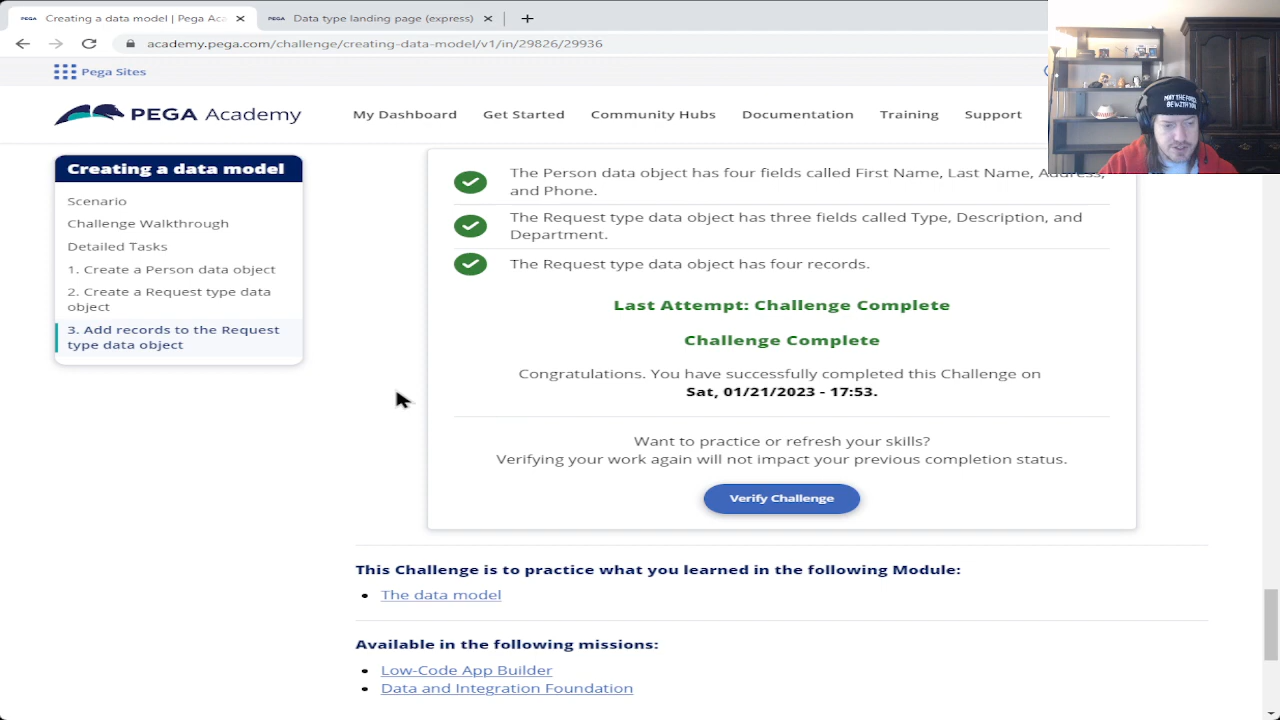 Creating a data model | Pega Aca
Data type landing page (express)
academy.pega.com/challenge/creating-data-model/v1/in/29826/29936
Pega Sites
PEGA Academy
My Dashboard
Get Started
Community Hubs
Documentation
Training
Support
MAY THE FORCE
BE WITH YOU
Creating a data model
Scenario
Challenge Walkthrough
Detailed Tasks
1. Create a Person data object
2. Create a Request type data
object
3. Add records to the Request
type data object
The Person data object has four fields called First Name, Last Name, Address,
and Phone.
The Request type data object has three fields called Type, Description, and
Department.
The Request type data object has four records.
Last Attempt: Challenge Complete
Challenge Complete
Congratulations. You have successfully completed this Challenge on
Sat, 01/21/2023 - 17:53.
Want to practice or refresh your skills?
Verifying your work again will not impact your previous completion status.
Verify Challenge
This Challenge is to practice what you learned in the following Module:
The data model
Available in the following missions:
Low-Code App Builder
Data and Integration Foundation